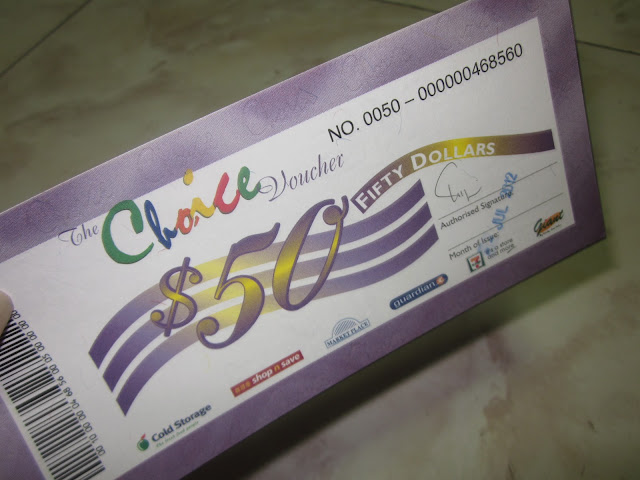 NO. 0050 – 000000468560
The Choice Voucher
$50
FIFTY DOLLARS
Authorised Signature
JUL 2012
Month of Issue
Cold Storage
shop n save
MARKET PLACE
guardian
Giant